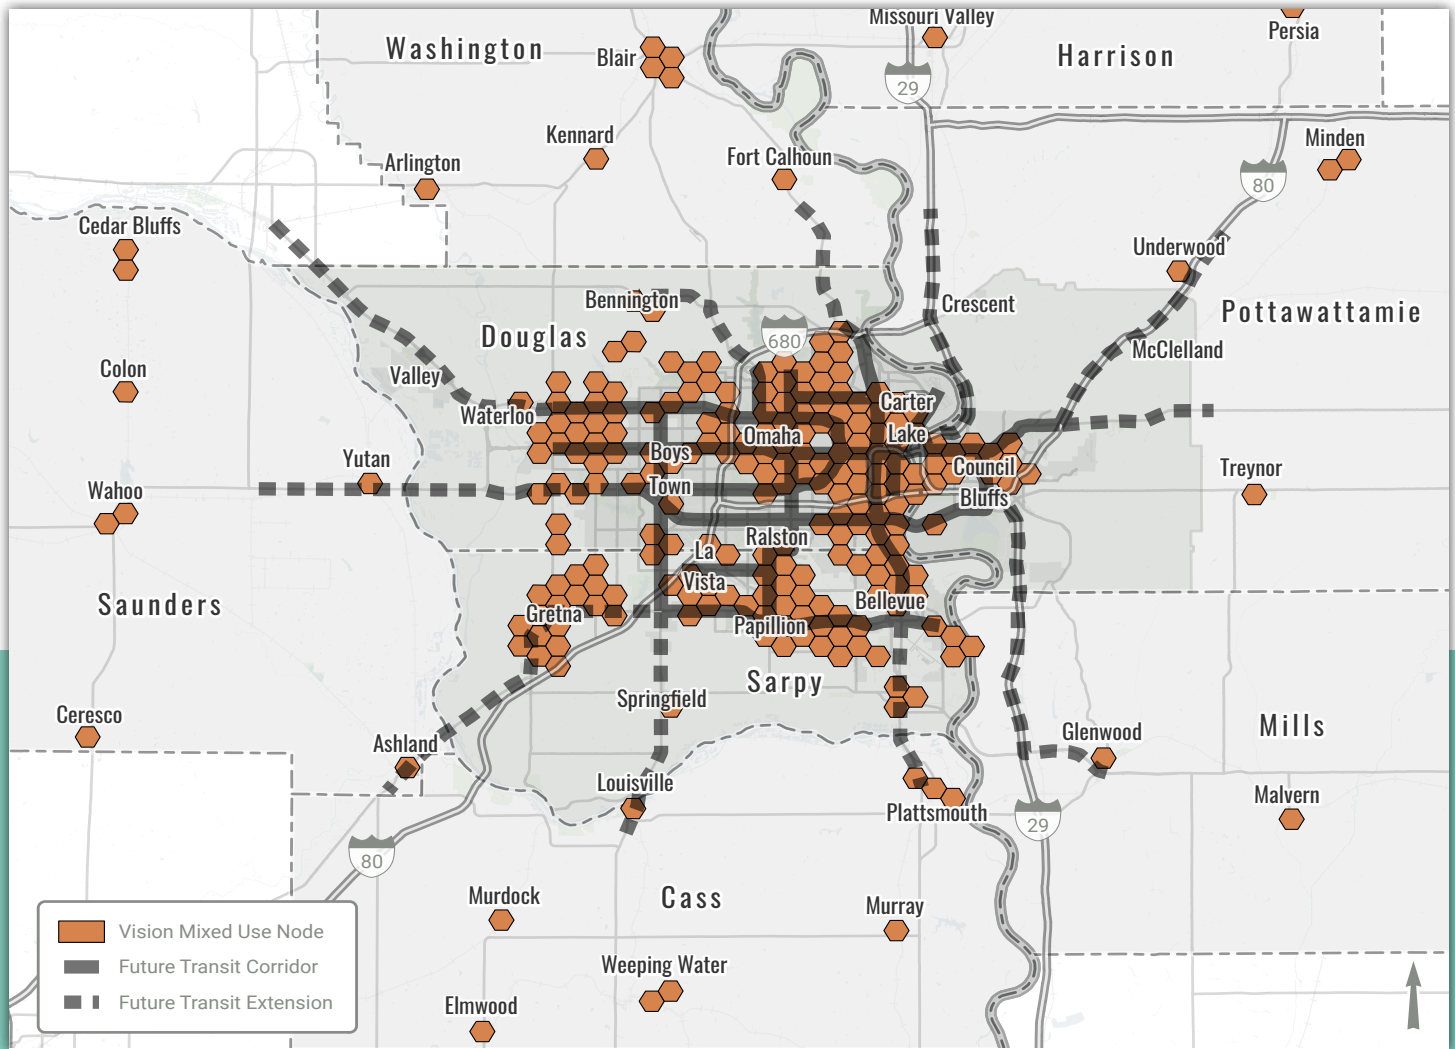 Missouri Valley
Persia
Washington
Blair
Harrison
29
Kennard
Minden
Arlington
Fort Calhoun
80
Cedar Bluffs
Underwood
Bennington
Crescent
Pottawattamie
Douglas
680
McClelland
Colon
Valley
Waterloo
Carter
Lake
Omaha
Yutan
Boys
Town
Council
Bluffs
Treynor
Wahoo
Ralston
La
Vista
Saunders
Gretna
Bellevue
Papillion
Sarpy
Springfield
Ceresco
Ashland
Glenwood
Mills
Louisville
Plattsmouth
Malvern
29
80
Murdock
Cass
Murray
Weeping Water
Elmwood
Vision Mixed Use Node
Future Transit Corridor
Future Transit Extension